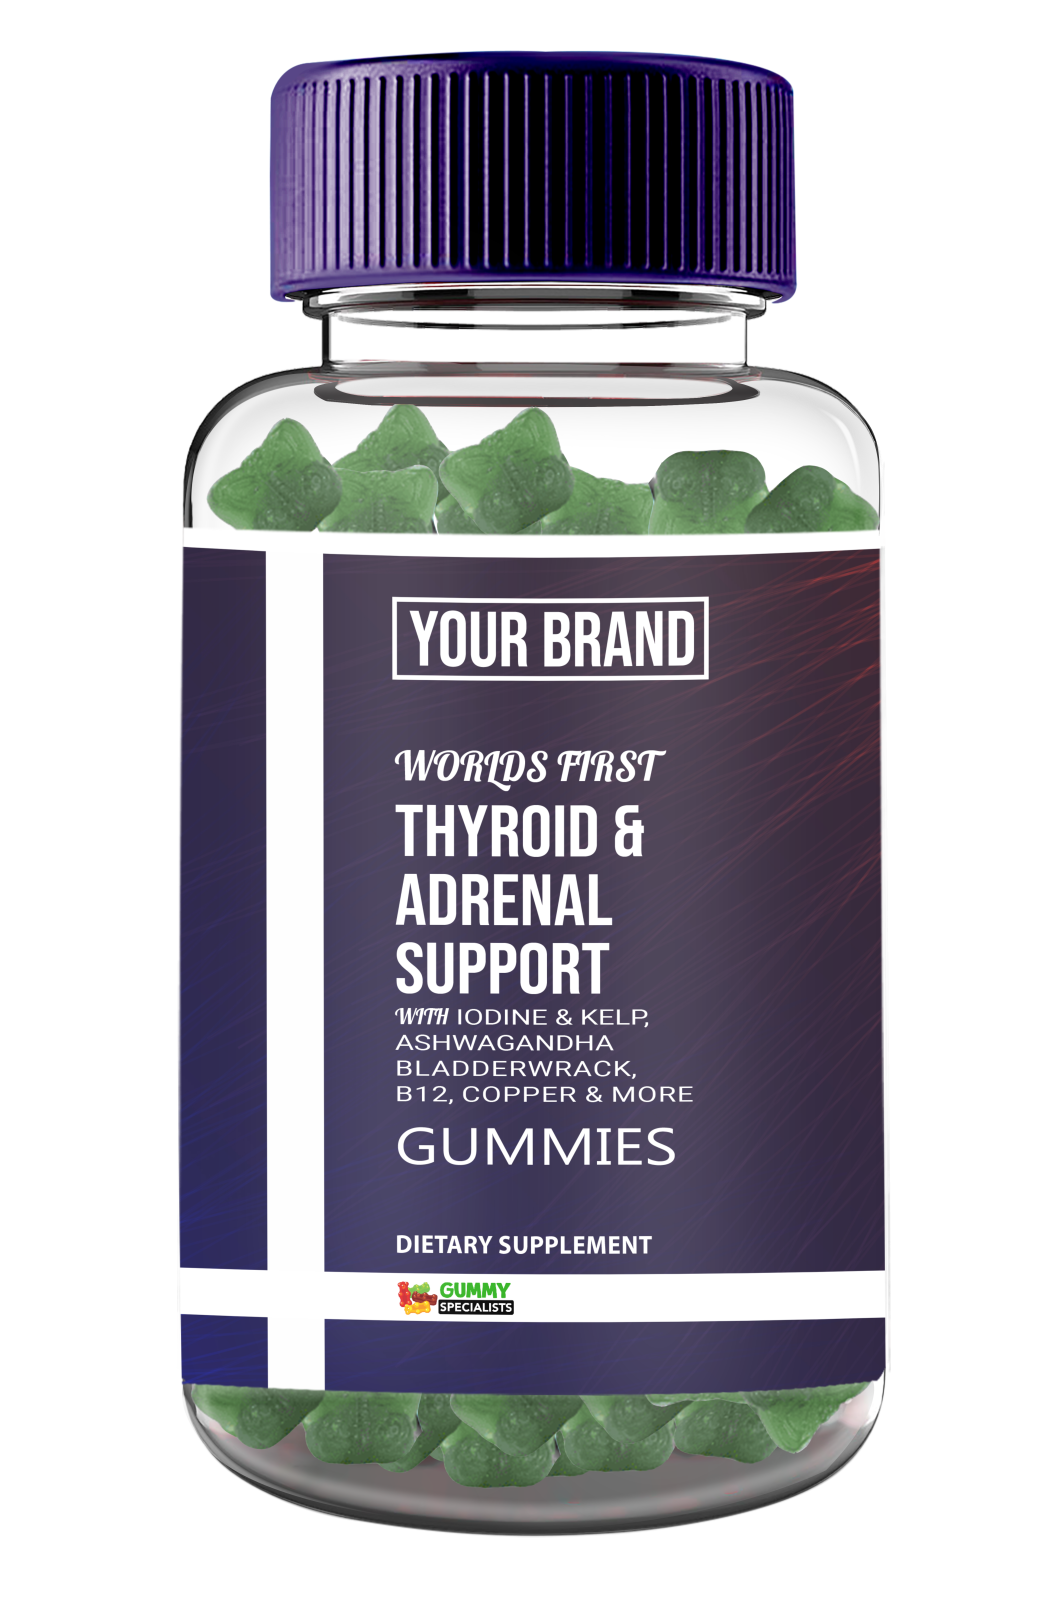 YOUR BRAND
WORLDS FIRST
THYROID &
ADRENAL
SUPPORT
WITH IODINE & KELP,
ASHWAGANDHA
BLADDERWRACK,
B12, COPPER & MORE
GUMMIES
DIETARY SUPPLEMENT
GUMMY
SPECIALISTS